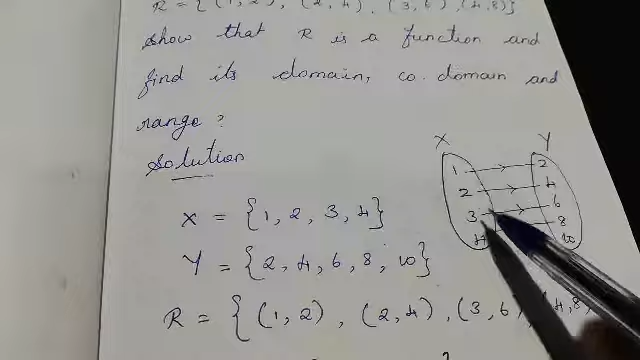 R = { (1, 2), (2, 4), (3, 6), (4, 8)}
show that R is a function and
find its domain, co. domain and
range ?
Solution
X = {1, 2, 3, 4}
Y = {2, 4, 6, 8, 10}
R = { (1, 2), (2, 4), (3, 6), (4,8)
X Y
1 2
2 4
3 6
4 8
10